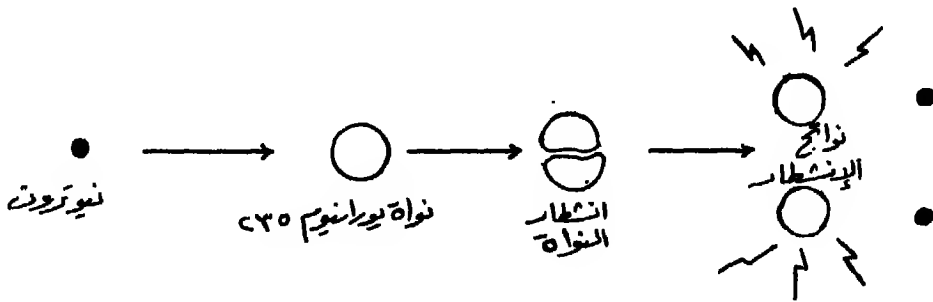 نيوترون
نواة يورانيوم ٢٣٥
انشطار
النواة
نواتج
الإنشطار